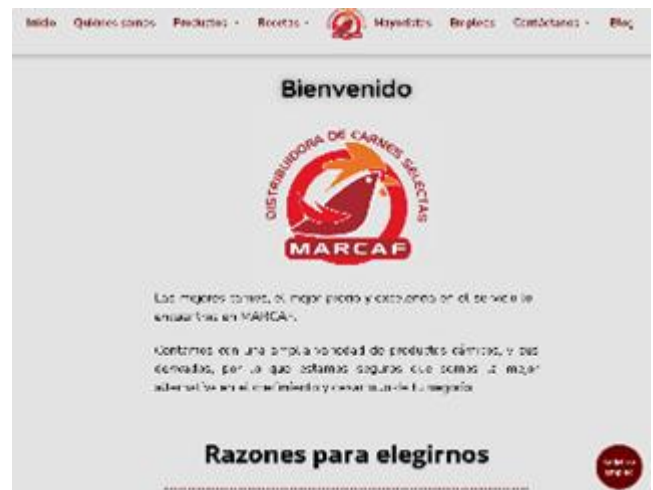 Inicio Quiénes somos Productos Recetas Mayoristas Empleos Contáctanos Blog
Bienvenido
DISTRIBUIDORA DE CARNES SELECTAS
MARCAF
Las mejores carnes, el mejor precio y excelencia en el servicio lo
encuentras en MARCAF.
Contamos con una amplia variedad de productos cárnicos, y sus
derivados, por lo que estamos seguros que somos la mejor
alternativa en el crecimiento y desarrollo de tu negocio
Razones para elegirnos